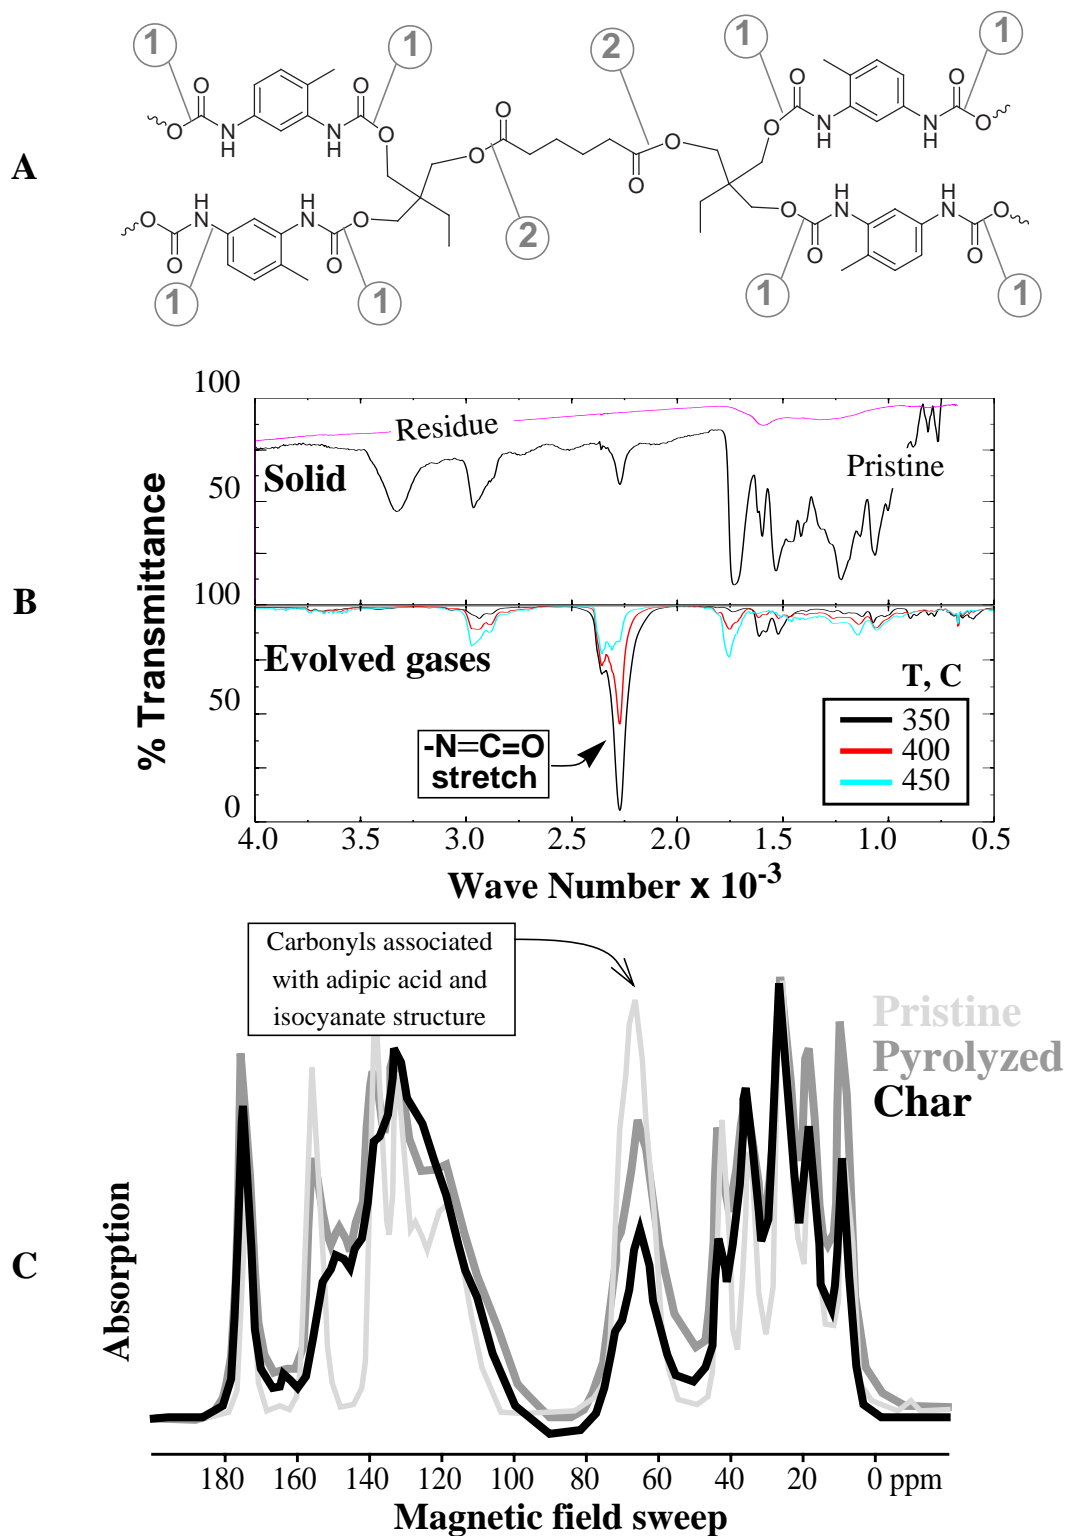 A
1 1 2 1 1
O O O O O
O N H N H O O O O N H N H O
O N H N H O O N H N H O
O O O O
1 1 2 1 1
B
% Transmittance
100
50
100
50
0
Residue
Solid
Pristine
Evolved gases
-N=C=O
stretch
T, C
350
400
450
4.0 3.5 3.0 2.5 2.0 1.5 1.0 0.5
Wave Number x 10-3
C
Absorption
Carbonyls associated
with adipic acid and
isocyanate structure
Pristine
Pyrolyzed
Char
180 160 140 120 100 80 60 40 20 0 ppm
Magnetic field sweep